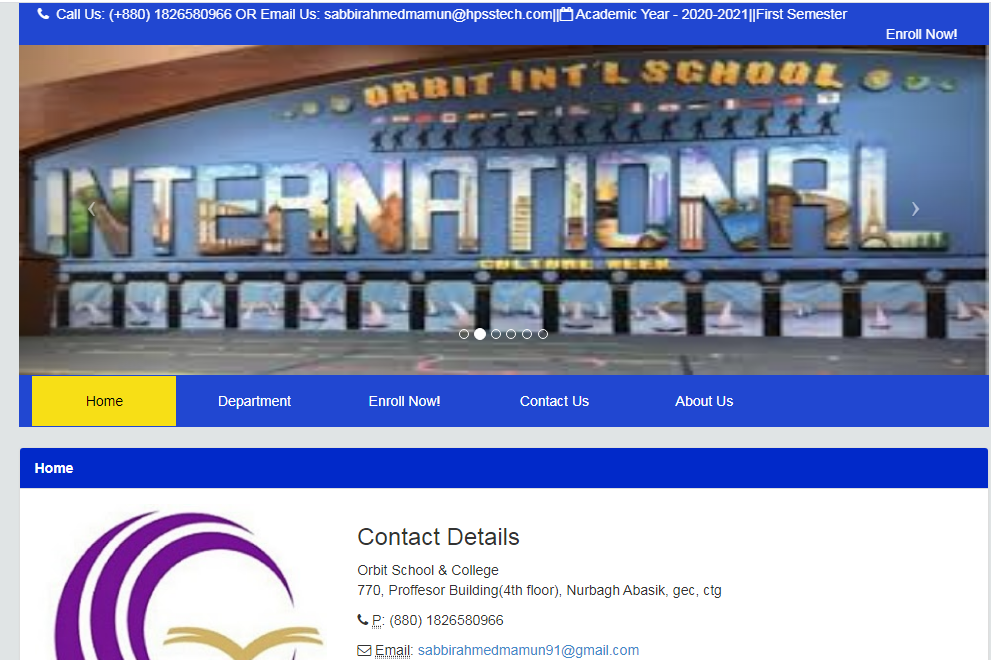 Call Us: (+880) 1826580966 OR Email Us: sabbirahmedmamun@hpsstech.com|| Academic Year - 2020-2021||First Semester
Enroll Now!
ORBIT INT'L SCHOOL
INTERNATIONAL
CULTURE WEEK
Home
Department
Enroll Now!
Contact Us
About Us
Home
Contact Details
Orbit School & College
770, Proffesor Building(4th floor), Nurbagh Abasik, gec, ctg
P: (880) 1826580966
Email: sabbirahmedmamun91@gmail.com